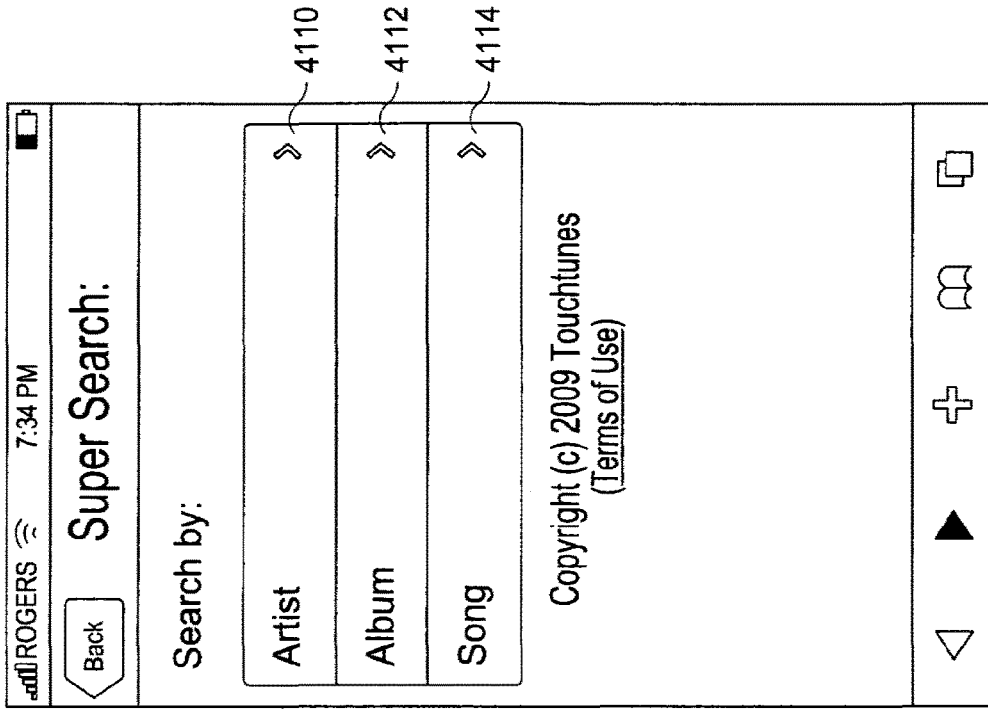 ROGERS 7:34 PM
Back Super Search:
Search by:
Artist 4110
Album 4112
Song 4114
Copyright (c) 2009 Touchtunes
(Terms of Use)